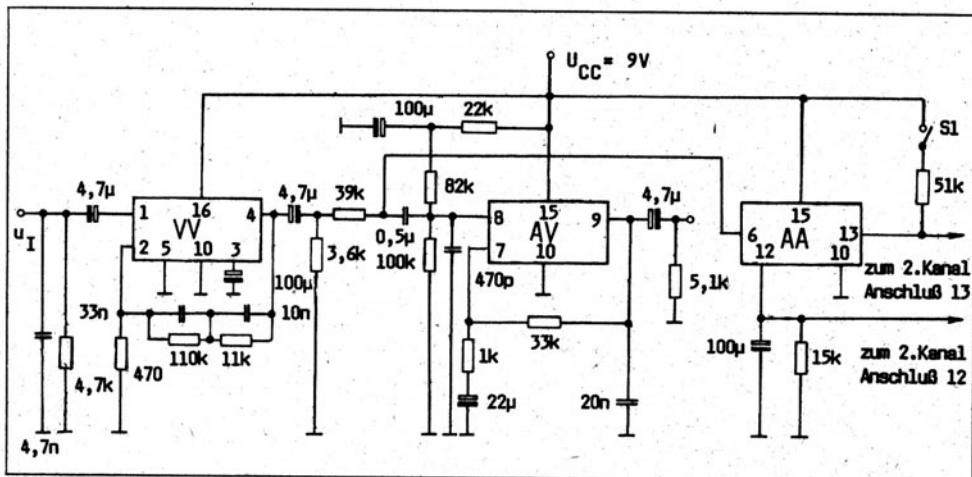 U_CC = 9V
100µ
22k
S1
4,7µ
82k
51k
4,7µ
39k
4,7µ
u_I
1
16
4
VV
2
5
10
3
0,5µ
8
15
9
AV
7
10
6
15
AA
12
13
10
3,6k
100k
470p
5,1k
100µ
33n
10n
zum 2.Kanal
Anschluß 13
110k
11k
33k
4,7k
470
1k
100µ
15k
zum 2.Kanal
Anschluß 12
22µ
20n
4,7n